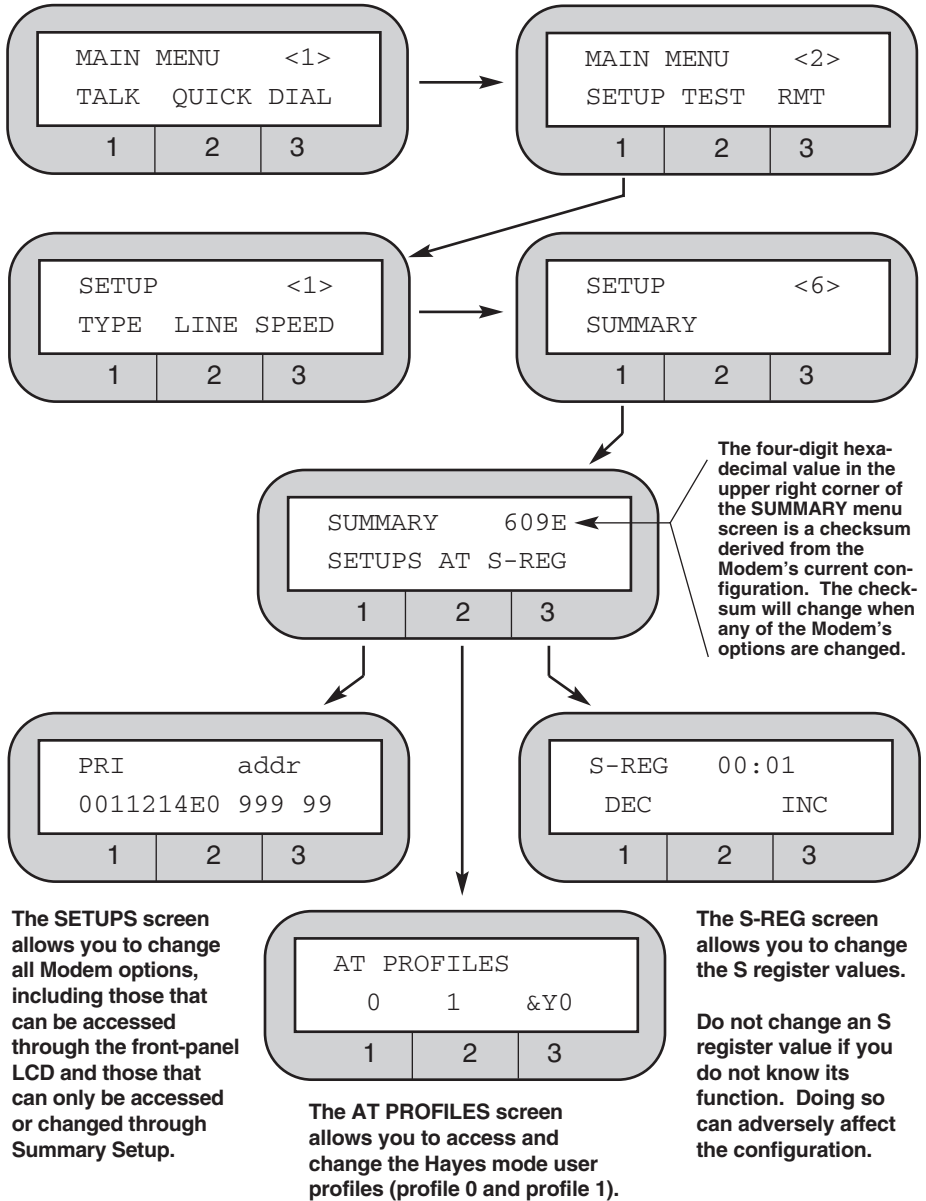 MAIN MENU <1>
TALK QUICK DIAL
1 2 3
MAIN MENU <2>
SETUP TEST RMT
1 2 3
SETUP <1>
TYPE LINE SPEED
1 2 3
SETUP <6>
SUMMARY
1 2 3
SUMMARY 609E
SETUPS AT S-REG
1 2 3
The four-digit hexa-
decimal value in the
upper right corner of
the SUMMARY menu
screen is a checksum
derived from the
Modem's current con-
figuration. The check-
sum will change when
any of the Modem's
options are changed.
PRI addr
0011214E0 999 99
1 2 3
S-REG 00:01
DEC INC
1 2 3
The SETUPS screen
allows you to change
all Modem options,
including those that
can be accessed
through the front-panel
LCD and those that
can only be accessed
or changed through
Summary Setup.
AT PROFILES
0 1 &Y0
1 2 3
The AT PROFILES screen
allows you to access and
change the Hayes mode user
profiles (profile 0 and profile 1).
The S-REG screen
allows you to change
the S register values.
Do not change an S
register value if you
do not know its
function. Doing so
can adversely affect
the configuration.